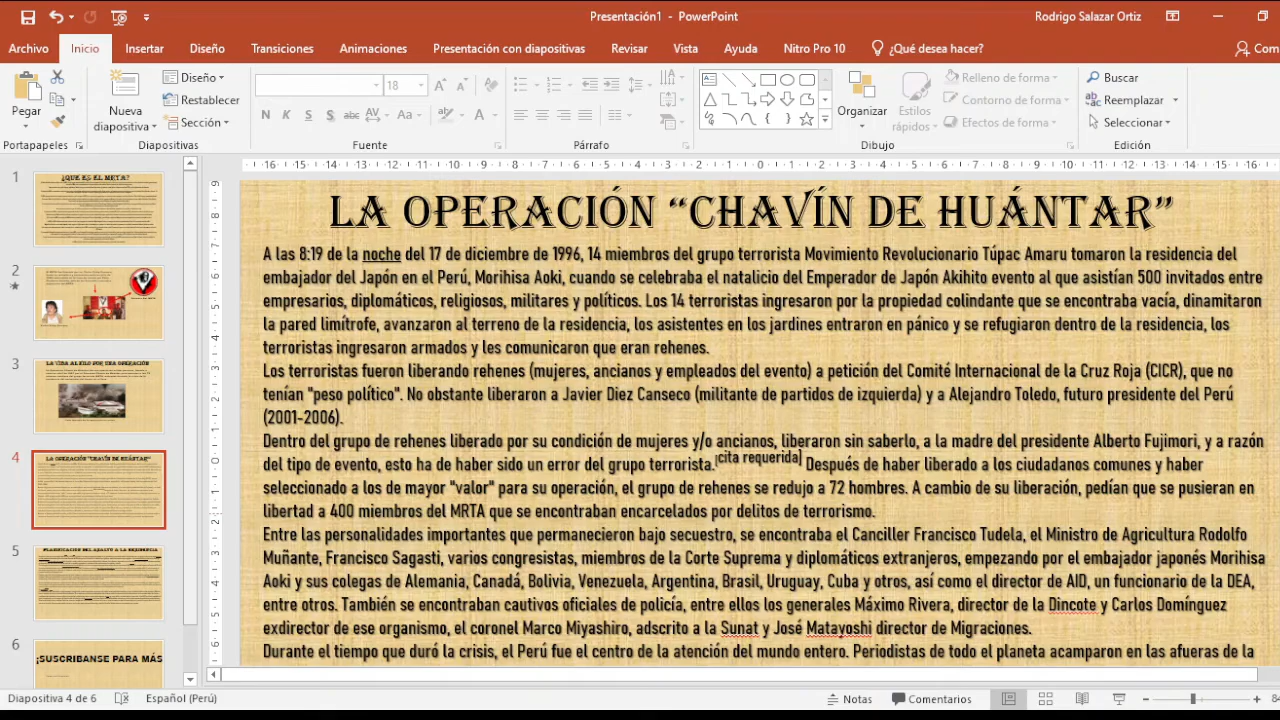 Presentación1 - PowerPoint
Rodrigo Salazar Ortiz
Archivo
Inicio
Insertar
Diseño
Transiciones
Animaciones
Presentación con diapositivas
Revisar
Vista
Ayuda
Nitro Pro 10
¿Qué desea hacer?
Com
Pegar
Nueva
diapositiva
Diseño
Restablecer
Sección
18
Organizar
Estilos
rápidos
Relleno de forma
Contorno de forma
Efectos de forma
Buscar
Reemplazar
Seleccionar
Portapapeles
Diapositivas
Fuente
Párrafo
Dibujo
Edición
1
¿QUE ES EL META?
2
3
LA VIDA AL FILO POR UNA OPERACIÓN
4
LA OPERACIÓN "CHAVÍN DE HUÁNTAR"
5
PLANIFICACIÓN DEL ASALTO A LA RESIDENCIA
6
¡SUSCRIBANSE PARA MÁS
LA OPERACIÓN “CHAVÍN DE HUÁNTAR”
A las 8:19 de la noche del 17 de diciembre de 1996, 14 miembros del grupo terrorista Movimiento Revolucionario Túpac Amaru tomaron la residencia del
embajador del Japón en el Perú, Morihisa Aoki, cuando se celebraba el natalicio del Emperador de Japón Akihito evento al que asistían 500 invitados entre
empresarios, diplomáticos, religiosos, militares y políticos. Los 14 terroristas ingresaron por la propiedad colindante que se encontraba vacía, dinamitaron
la pared limítrofe, avanzaron al terreno de la residencia, los asistentes en los jardines entraron en pánico y se refugiaron dentro de la residencia, los
terroristas ingresaron armados y les comunicaron que eran rehenes.
Los terroristas fueron liberando rehenes (mujeres, ancianos y empleados del evento) a petición del Comité Internacional de la Cruz Roja (CICR), que no
tenían "peso político". No obstante liberaron a Javier Diez Canseco (militante de partidos de izquierda) y a Alejandro Toledo, futuro presidente del Perú
(2001-2006).
Dentro del grupo de rehenes liberado por su condición de mujeres y/o ancianos, liberaron sin saberlo, a la madre del presidente Alberto Fujimori, y a razón
del tipo de evento, esto ha de haber sido un error del grupo terrorista.[cita requerida] Después de haber liberado a los ciudadanos comunes y haber
seleccionado a los de mayor "valor" para su operación, el grupo de rehenes se redujo a 72 hombres. A cambio de su liberación, pedían que se pusieran en
libertad a 400 miembros del MRTA que se encontraban encarcelados por delitos de terrorismo.
Entre las personalidades importantes que permanecieron bajo secuestro, se encontraba el Canciller Francisco Tudela, el Ministro de Agricultura Rodolfo
Muñante, Francisco Sagasti, varios congresistas, miembros de la Corte Suprema y diplomáticos extranjeros, empezando por el embajador japonés Morihisa
Aoki y sus colegas de Alemania, Canadá, Bolivia, Venezuela, Argentina, Brasil, Uruguay, Cuba y otros, así como el director de AID, un funcionario de la DEA,
entre otros. También se encontraban cautivos oficiales de policía, entre ellos los generales Máximo Rivera, director de la Dincote y Carlos Domínguez
exdirector de ese organismo, el coronel Marco Miyashiro, adscrito a la Sunat y José Matayoshi director de Migraciones.
Durante el tiempo que duró la crisis, el Perú fue el centro de la atención del mundo entero. Periodistas de todo el planeta acamparon en las afueras de la
Diapositiva 4 de 6
Español (Perú)
Notas
Comentarios